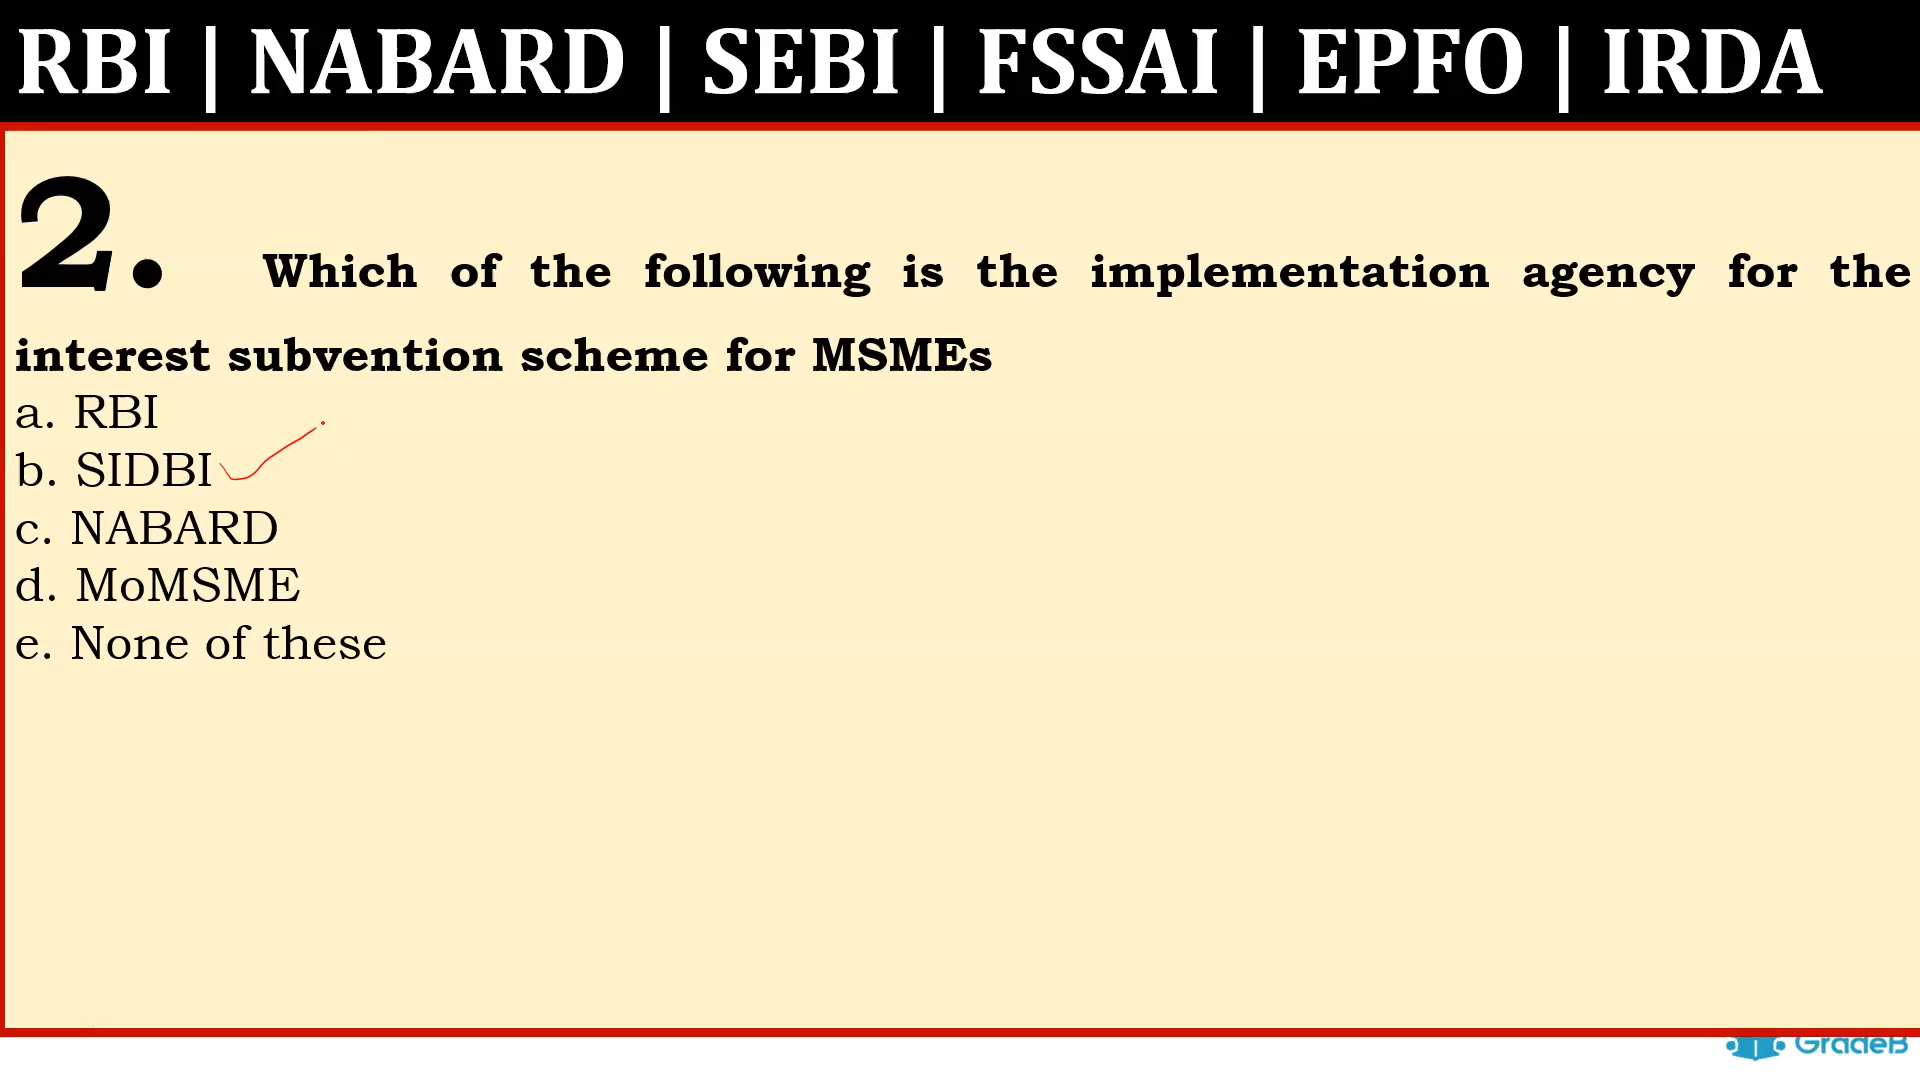 RBI | NABARD | SEBI | FSSAI | EPFO | IRDA
2. Which of the following is the implementation agency for the
interest subvention scheme for MSMEs
a. RBI
b. SIDBI
c. NABARD
d. MoMSME
e. None of these
GradeB